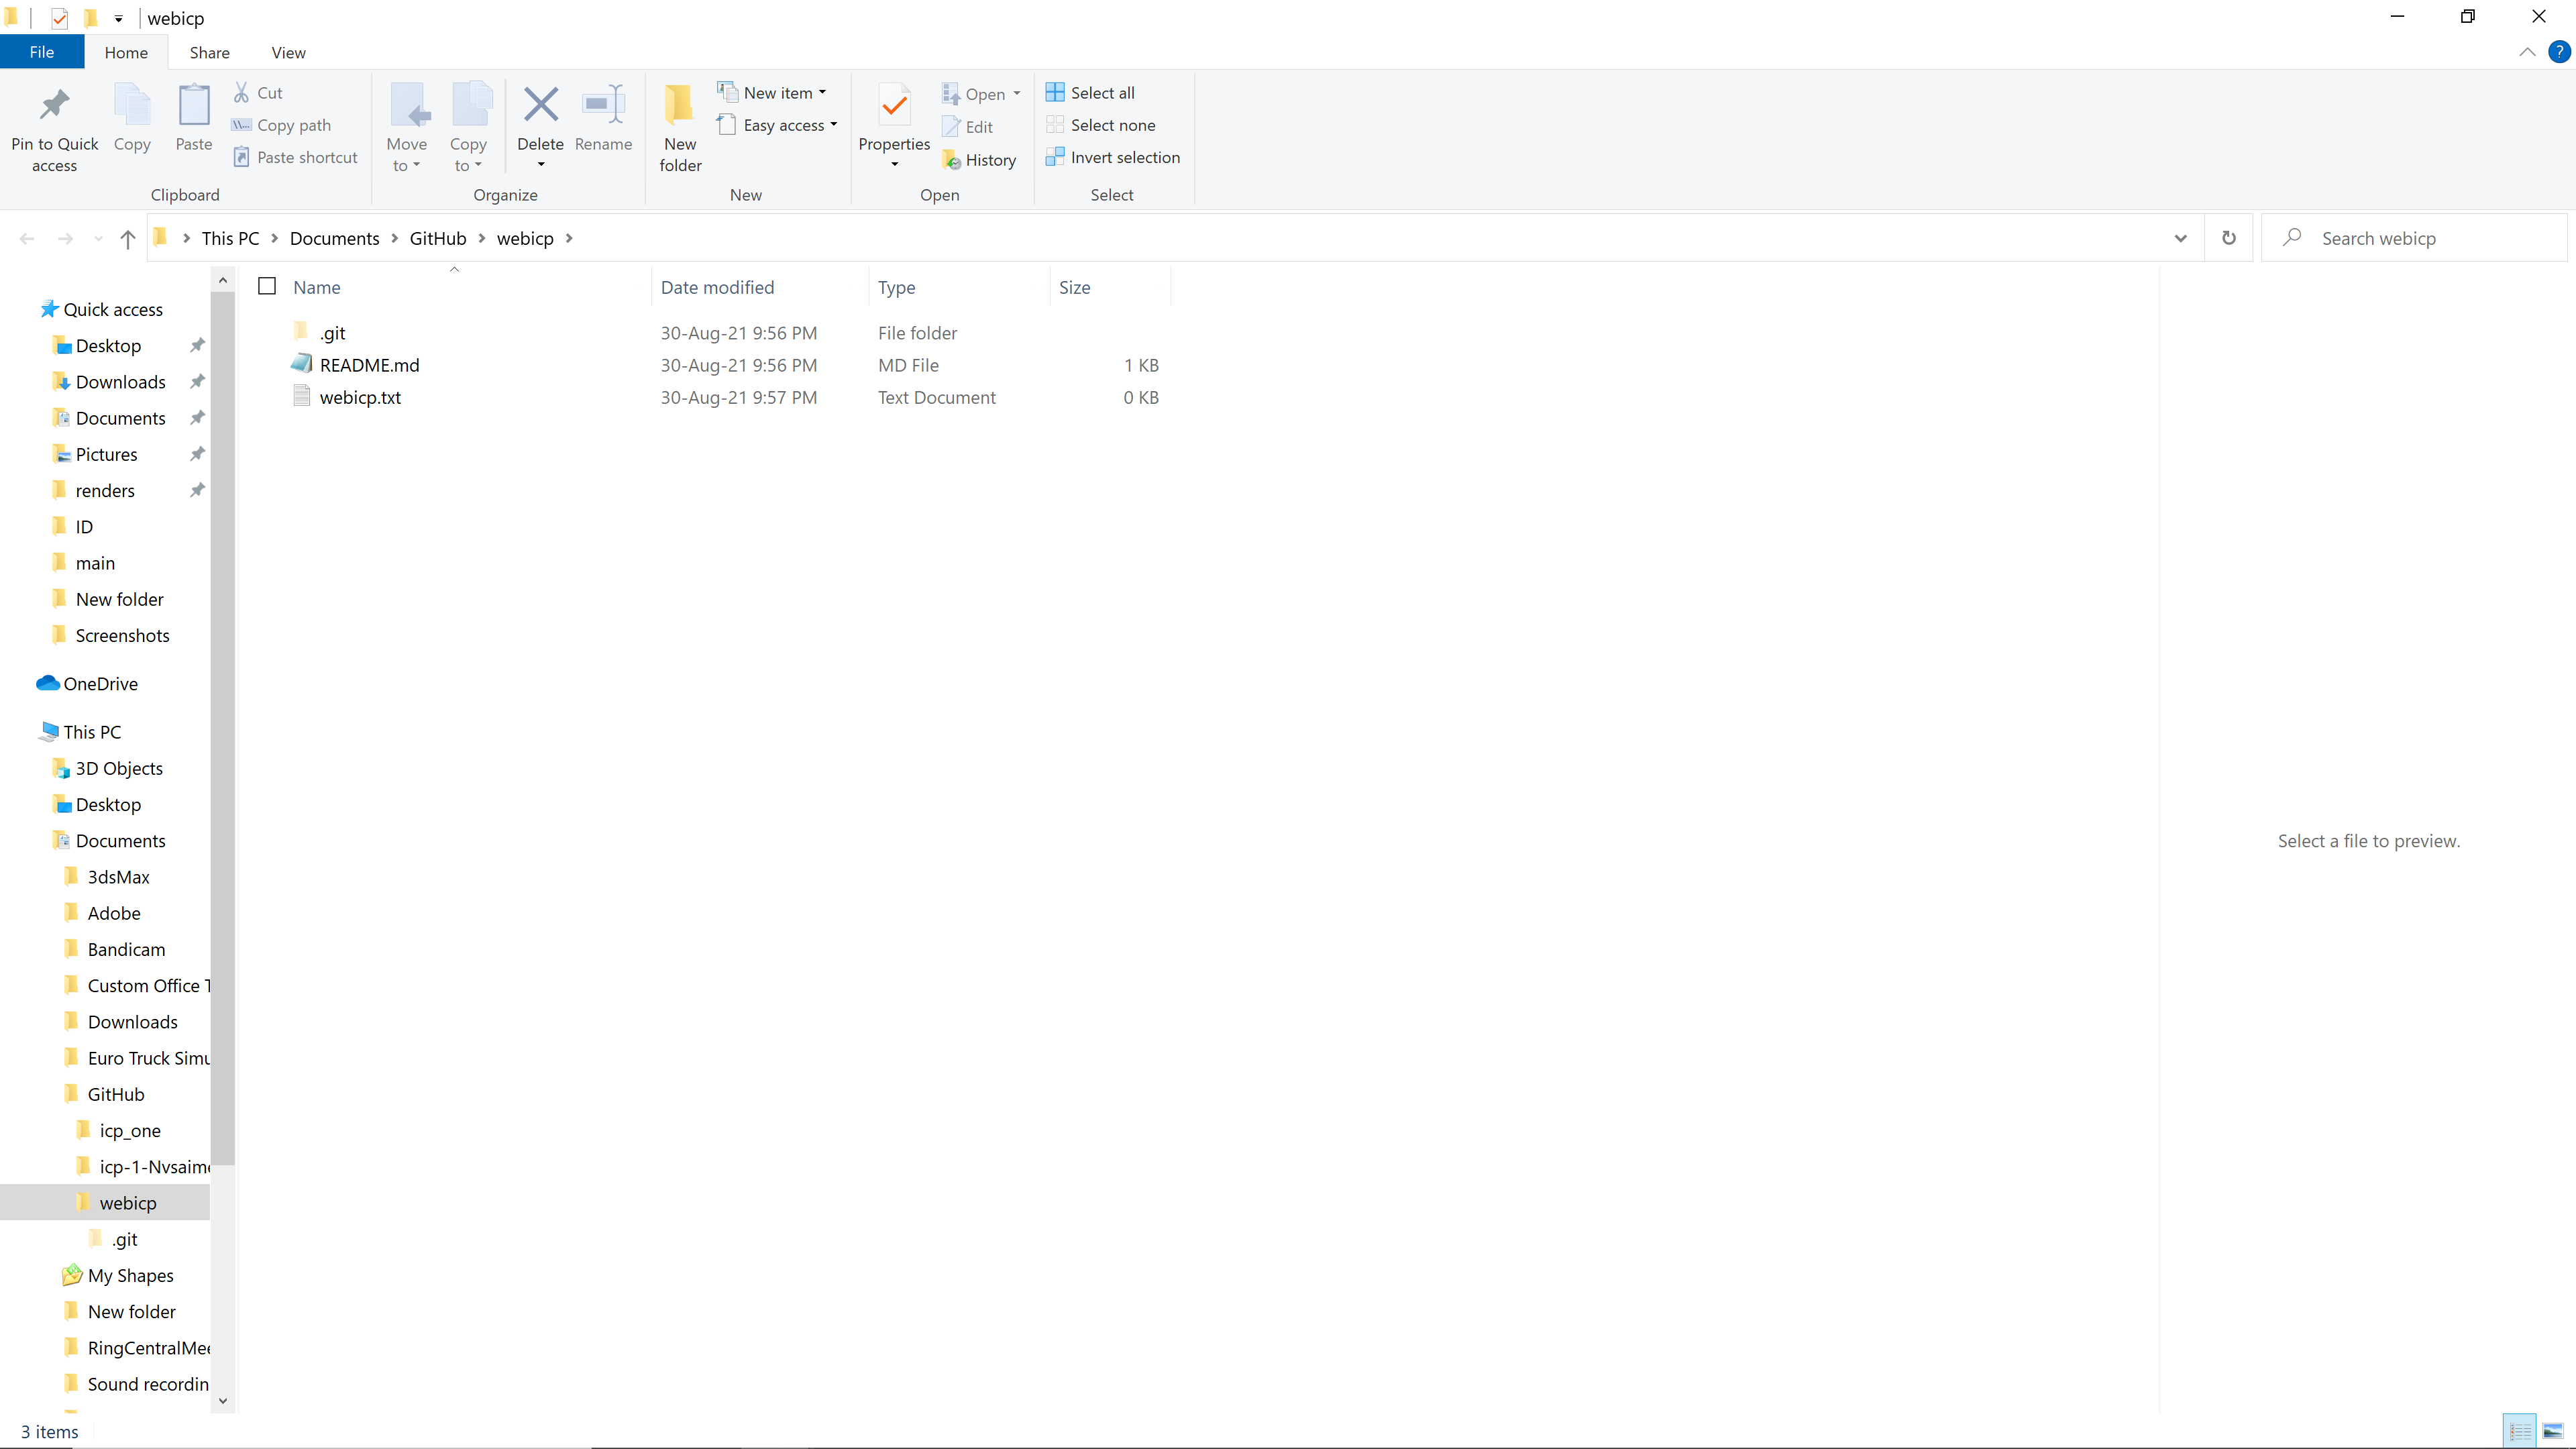 webicp
File Home Share View
Pin to Quick access
Copy
Paste
Cut
Copy path
Paste shortcut
Clipboard
Move to
Copy to
Delete
Rename
Organize
New folder
New item
Easy access
New
Properties
Open
Edit
History
Open
Select all
Select none
Invert selection
Select
This PC Documents GitHub webicp
Search webicp
Quick access
Desktop
Downloads
Documents
Pictures
renders
ID
main
New folder
Screenshots
OneDrive
This PC
3D Objects
Desktop
Documents
3dsMax
Adobe
Bandicam
Custom Office T
Downloads
Euro Truck Simu
GitHub
icp_one
icp-1-Nvsaim
webicp
.git
My Shapes
New folder
RingCentralMee
Sound recordin
Name Date modified Type Size
.git 30-Aug-21 9:56 PM File folder
README.md 30-Aug-21 9:56 PM MD File 1 KB
webicp.txt 30-Aug-21 9:57 PM Text Document 0 KB
Select a file to preview.
3 items